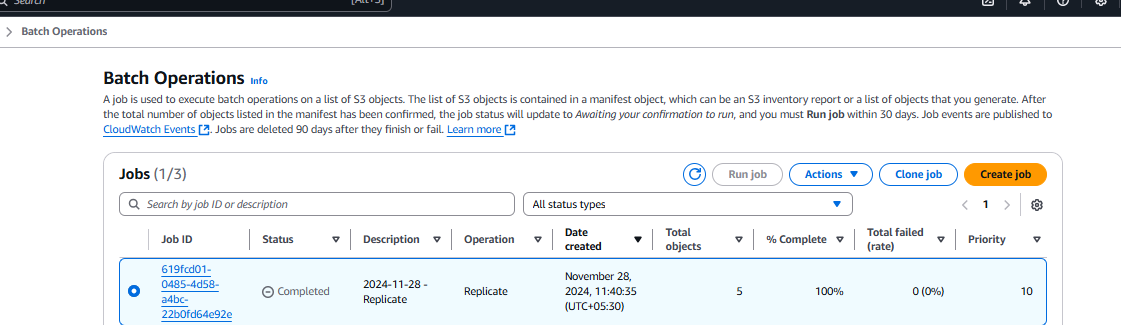 Search
[Alt+S]
Batch Operations
Batch Operations Info
A job is used to execute batch operations on a list of S3 objects. The list of S3 objects is contained in a manifest object, which can be an S3 inventory report or a list of objects that you generate. After
the total number of objects listed in the manifest has been confirmed, the job status will update to Awaiting your confirmation to run, and you must Run job within 30 days. Job events are published to
CloudWatch Events. Jobs are deleted 90 days after they finish or fail. Learn more
Jobs (1/3)
Run job
Actions
Clone job
Create job
Search by job ID or description
All status types
1
Job ID
Status
Description
Operation
Date
created
Total
objects
% Complete
Total failed
(rate)
Priority
619fcd01-
0485-4d58-
a4bc-
22b0fd64e92e
Completed
2024-11-28 -
Replicate
Replicate
November 28,
2024, 11:40:35
(UTC+05:30)
5
100%
0 (0%)
10